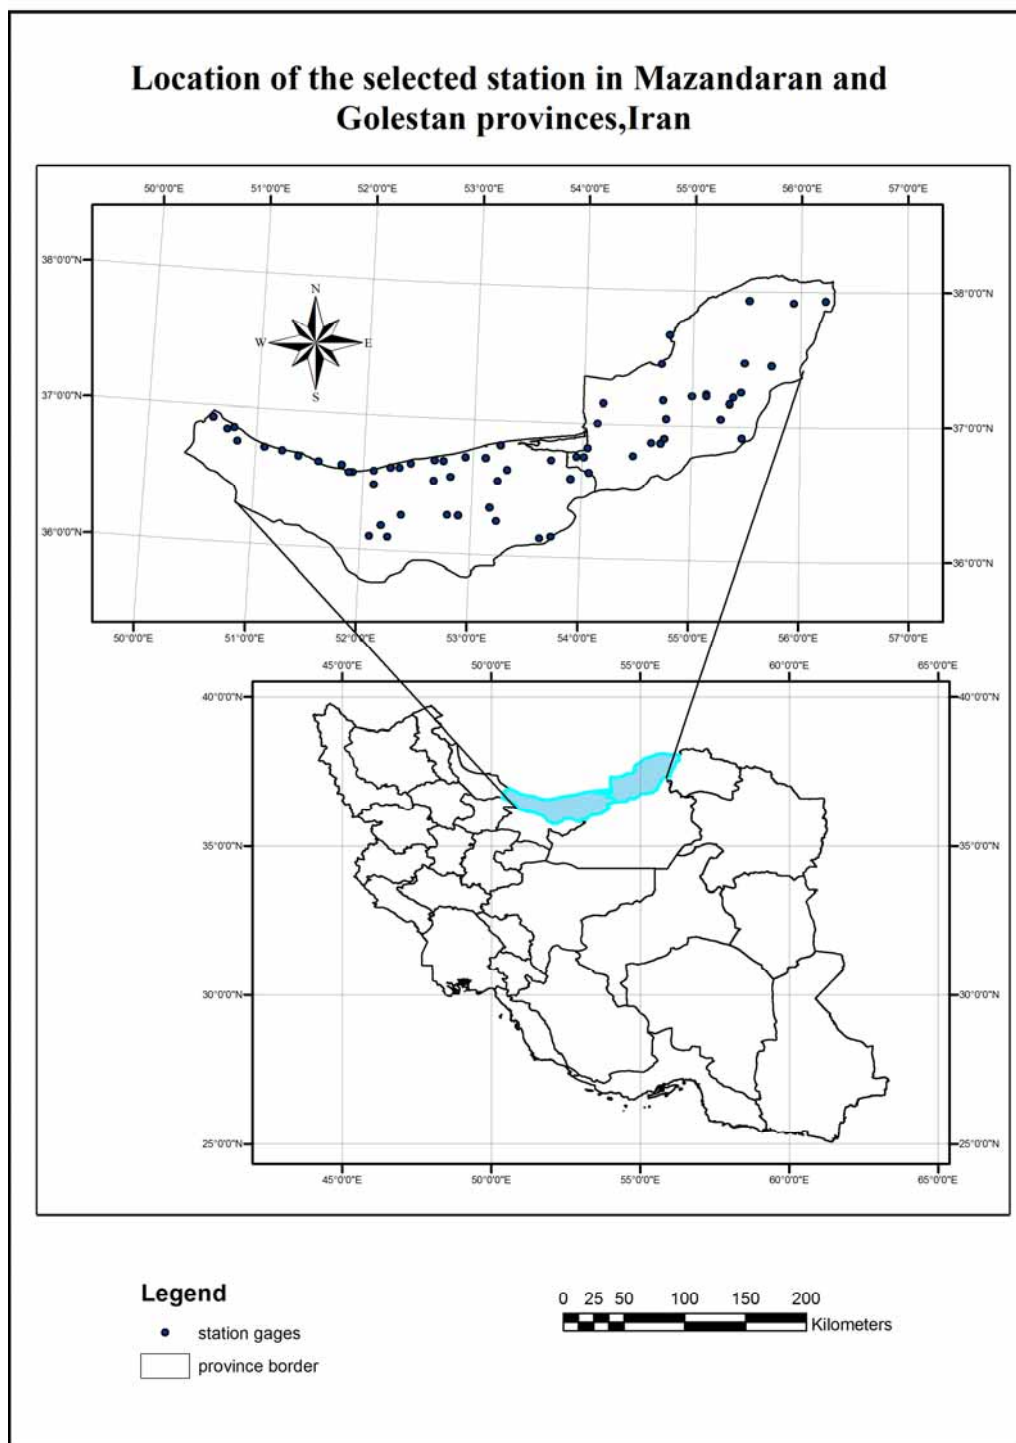 Location of the selected station in Mazandaran and
Golestan provinces,Iran
50°0'0"E 51°0'0"E 52°0'0"E 53°0'0"E 54°0'0"E 55°0'0"E 56°0'0"E 57°0'0"E
38°0'0"N
38°0'0"N
N
W E
S
37°0'0"N
37°0'0"N
36°0'0"N
36°0'0"N
50°0'0"E 51°0'0"E 52°0'0"E 53°0'0"E 54°0'0"E 55°0'0"E 56°0'0"E 57°0'0"E
45°0'0"E 50°0'0"E 55°0'0"E 60°0'0"E 65°0'0"E
40°0'0"N 40°0'0"N
35°0'0"N 35°0'0"N
30°0'0"N 30°0'0"N
25°0'0"N 25°0'0"N
45°0'0"E 50°0'0"E 55°0'0"E 60°0'0"E 65°0'0"E
Legend
station gages
province border
0 25 50 100 150 200
Kilometers